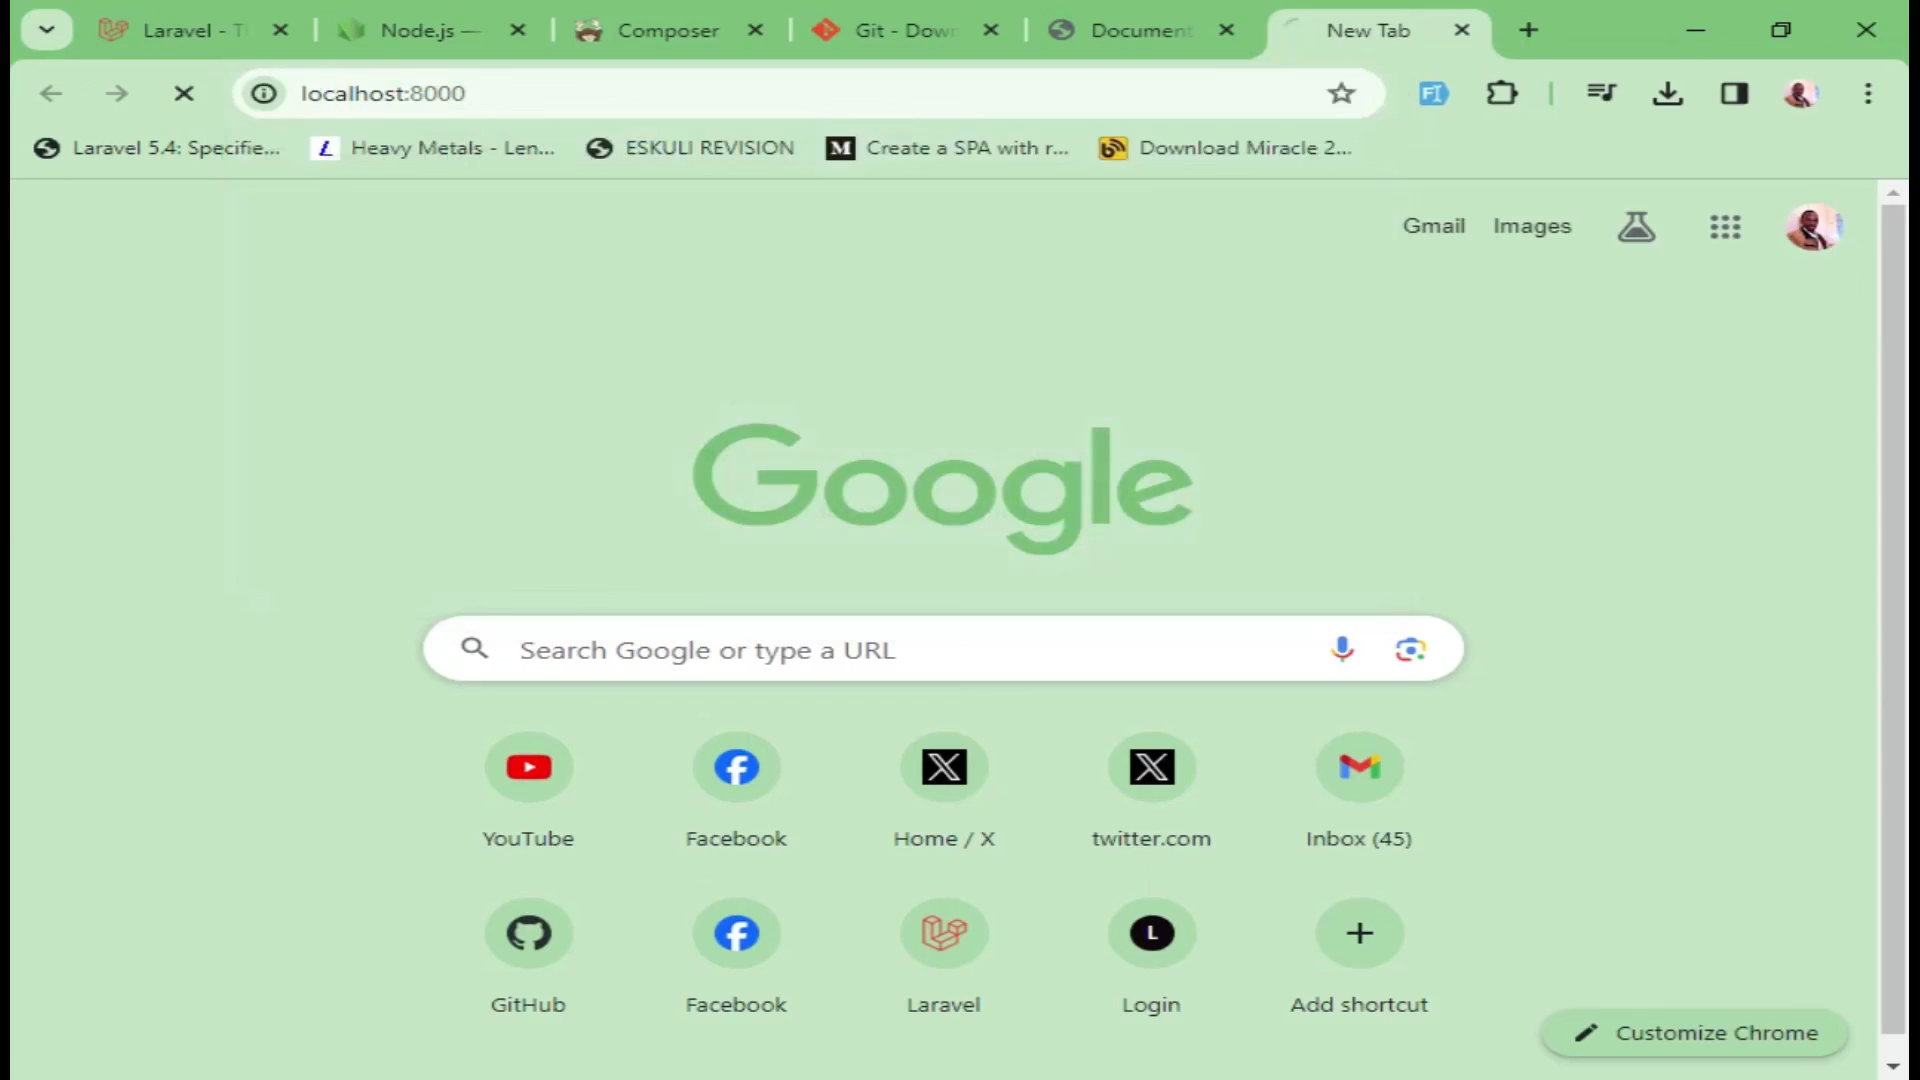 Laravel - T
Node.js —
Composer
Git - Down
Document
New Tab
localhost:8000
Laravel 5.4: Specifie...
Heavy Metals - Len...
ESKULI REVISION
Create a SPA with r...
Download Miracle 2...
Gmail
Images
Google
Search Google or type a URL
YouTube
Facebook
Home / X
twitter.com
Inbox (45)
L
GitHub
Facebook
Laravel
Login
Add shortcut
Customize Chrome